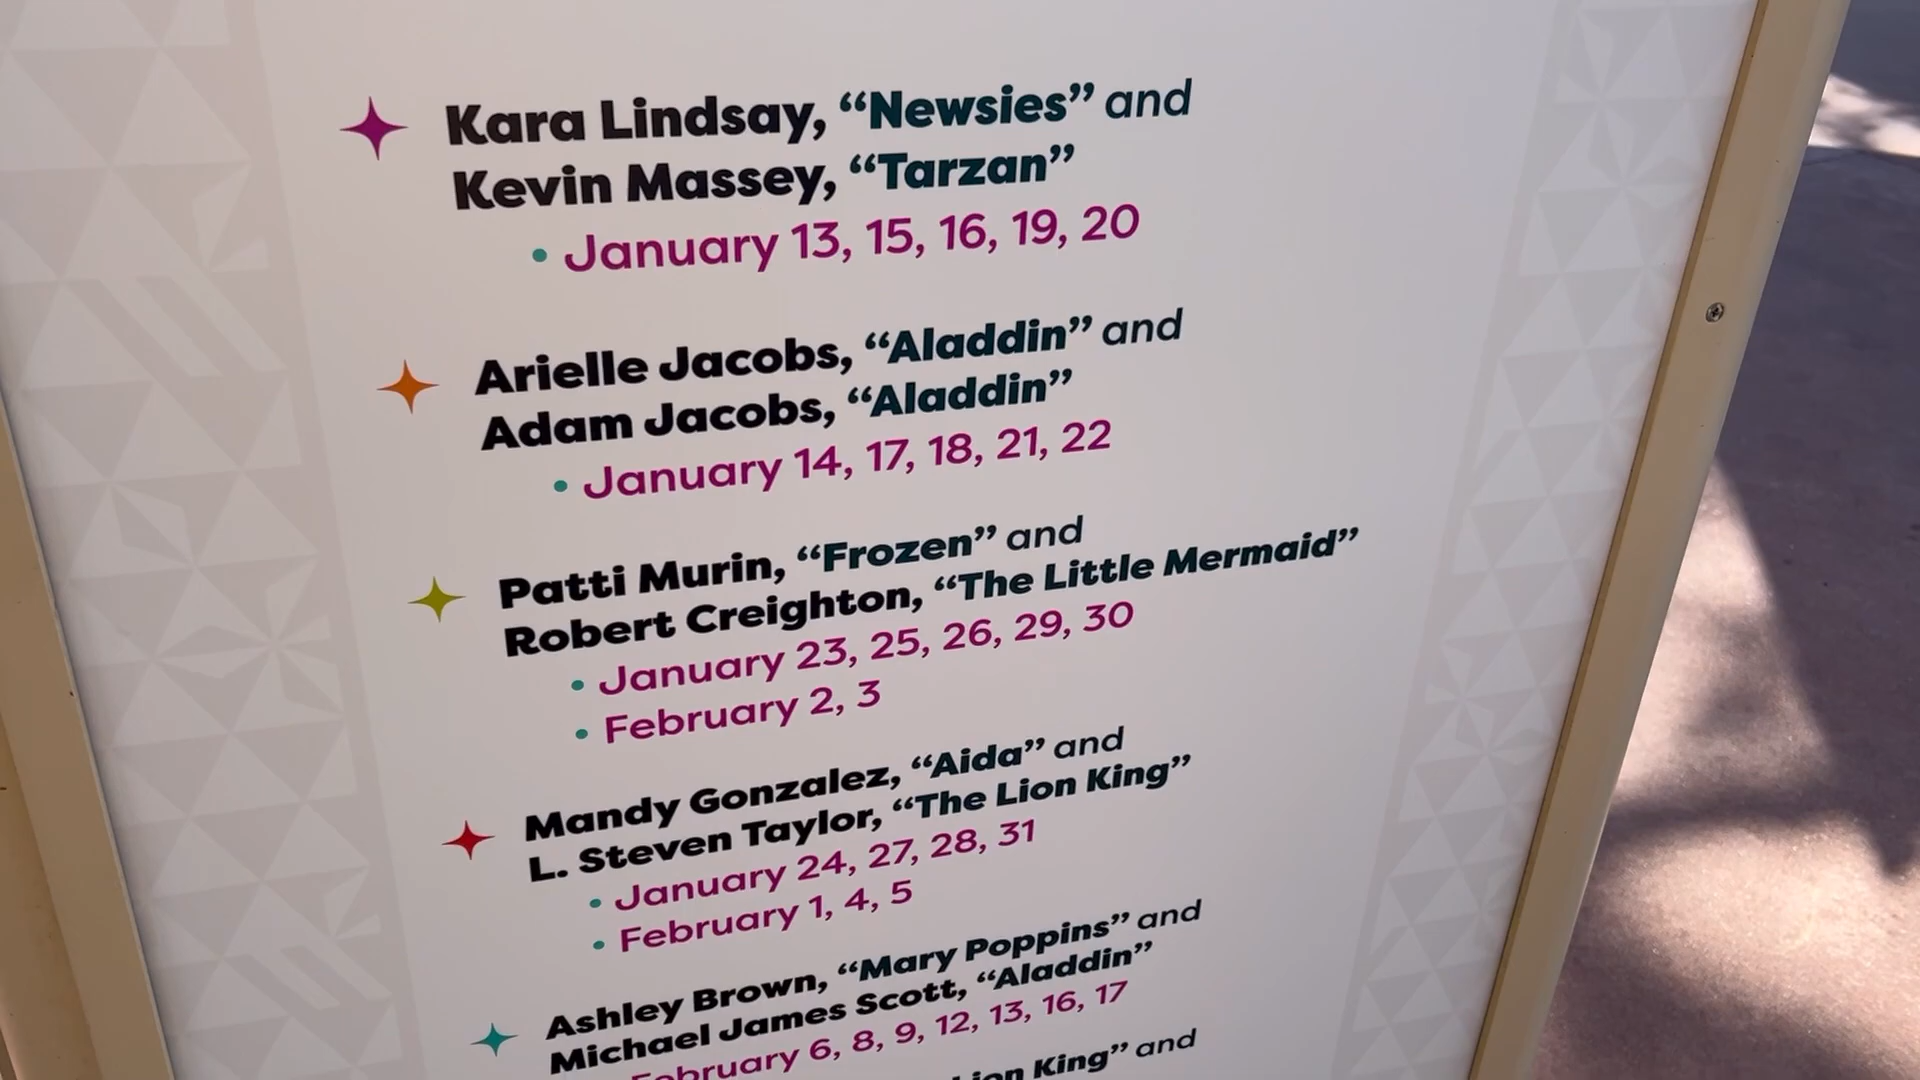 Kara Lindsay, “Newsies” and
Kevin Massey, “Tarzan”
• January 13, 15, 16, 19, 20
Arielle Jacobs, “Aladdin” and
Adam Jacobs, “Aladdin”
• January 14, 17, 18, 21, 22
Patti Murin, “Frozen” and
Robert Creighton, “The Little Mermaid”
• January 23, 25, 26, 29, 30
• February 2, 3
Mandy Gonzalez, “Aida” and
L. Steven Taylor, “The Lion King”
• January 24, 27, 28, 31
• February 1, 4, 5
Ashley Brown, “Mary Poppins” and
Michael James Scott, “Aladdin”
February 6, 8, 9, 12, 13, 16, 17
King” and